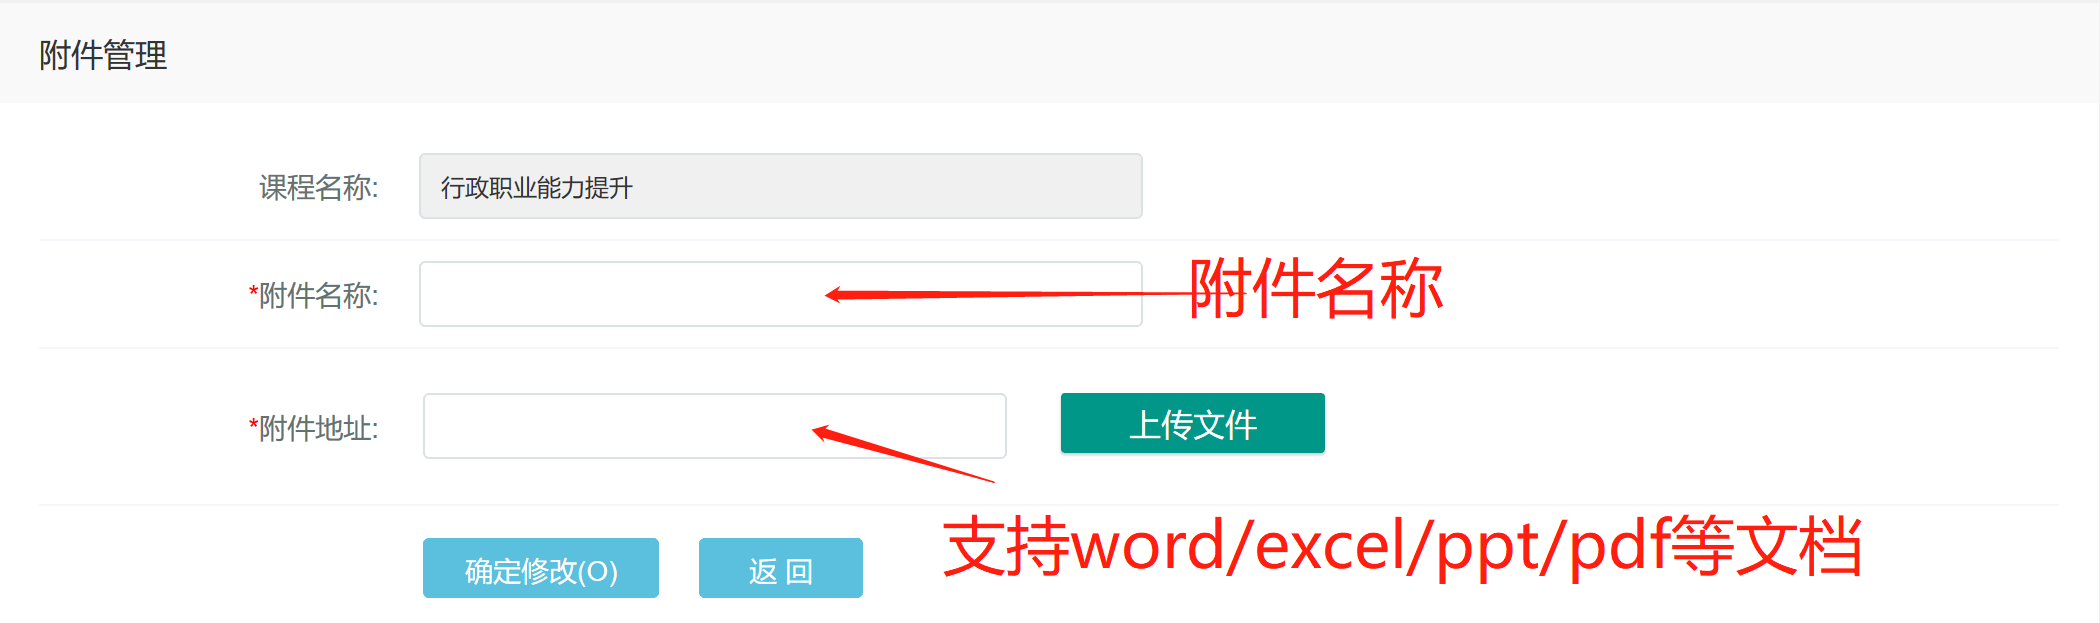 附件管理
课程名称: 行政职业能力提升
*附件名称: 附件名称
*附件地址: 上传文件
支持word/excel/ppt/pdf等文档
确定修改(O) 返 回